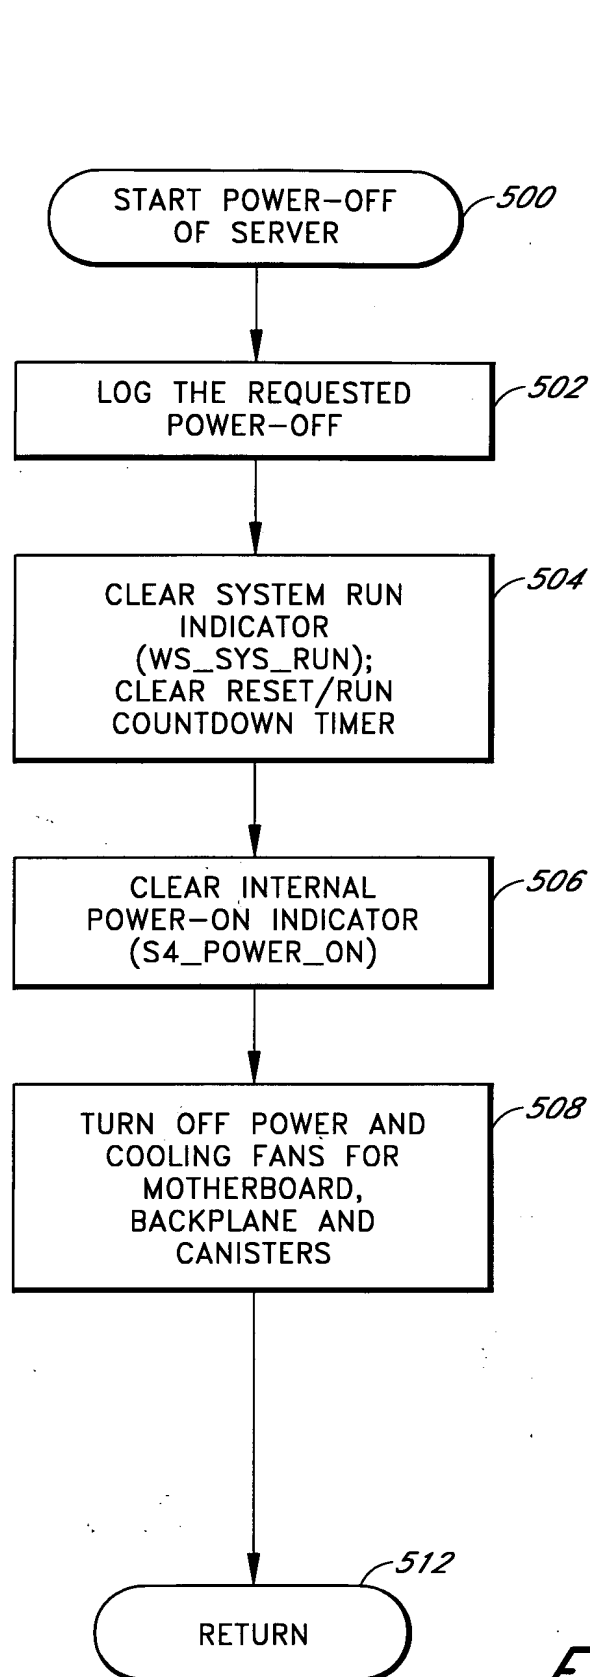 START POWER-OFF
OF SERVER
500
LOG THE REQUESTED
POWER-OFF
502
CLEAR SYSTEM RUN
INDICATOR
(WS_SYS_RUN);
CLEAR RESET/RUN
COUNTDOWN TIMER
504
CLEAR INTERNAL
POWER-ON INDICATOR
(S4_POWER_ON)
506
TURN OFF POWER AND
COOLING FANS FOR
MOTHERBOARD,
BACKPLANE AND
CANISTERS
508
512
RETURN